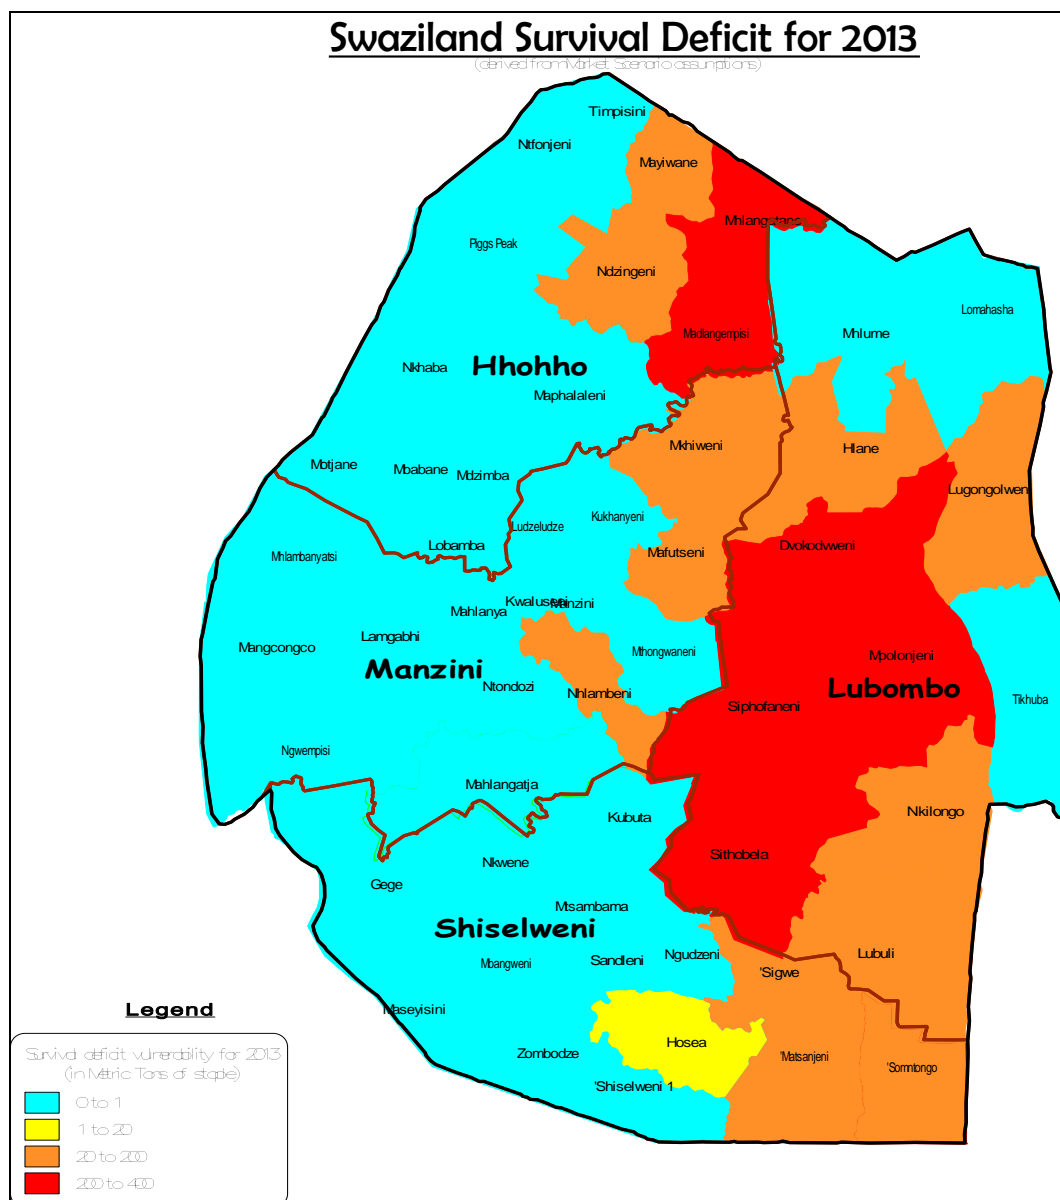 Swaziland Survival Deficit for 2013
(derived from Market Scenario assumptions)
Timpisini
Ntfonjeni
Mayiwane
Mhlangatane
Piggs Peak
Ndzingeni
Lomahasha
Madlangempisi
Mhlume
Nkhaba
Hhohho
Maphalaleni
Mkhiweni
Hlane
Motjane
Mbabane
Mdzimba
Lugongolweni
Ludzeludze
Kukhanyeni
Lobamba
Dvokodvweni
Mhlambanyatsi
Mafutseni
Kwaluseni
Manzini
Mahlanya
Lamgabhi
Mangcongco
Mthongwaneni
Mpolonjeni
Manzini
Ntondozi
Nhlambeni
Lubombo
Siphofaneni
Tikhuba
Ngwempisi
Mahlangatja
Kubuta
Nkilongo
Nkwene
Sithobela
Gege
Mtsambama
Shiselweni
Mbangweni
Sandleni
Ngudzeni
'Sigwe
Lubuli
Maseyisini
Zombodze
Hosea
'Matsanjeni
'Somntongo
'Shiselweni 1
Legend
Survival deficit vulnerability for 2013
(in Metric Tons of staple)
0 to 1
1 to 20
20 to 200
200 to 400